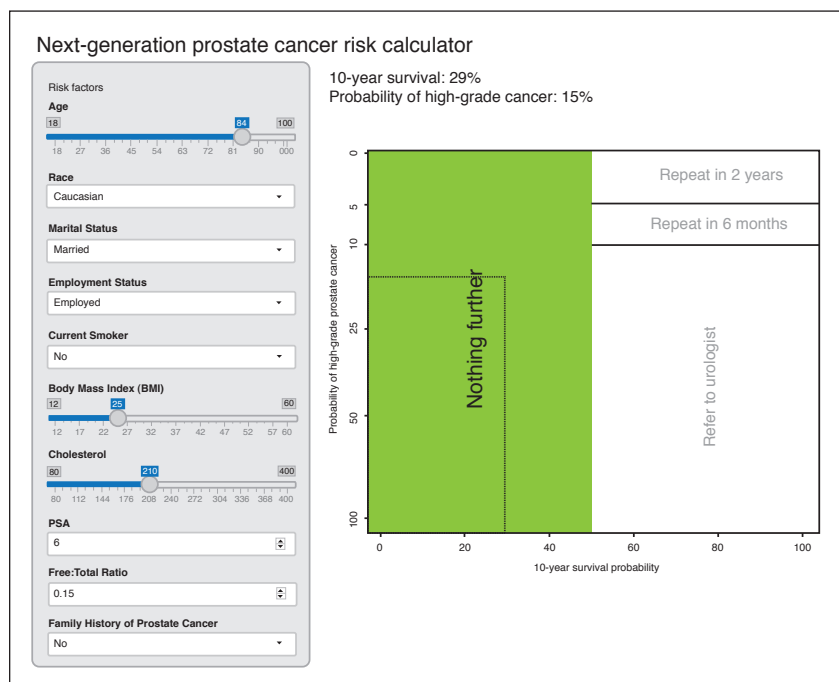 Next-generation prostate cancer risk calculator
Risk factors
Age
18 84 100
18 27 36 45 54 63 72 81 90 000
Race
Caucasian
Marital Status
Married
Employment Status
Employed
Current Smoker
No
Body Mass Index (BMI)
12 25 60
12 17 22 27 32 37 42 47 52 57 60
Cholesterol
80 210 400
80 112 144 176 208 240 272 304 336 368 400
PSA
6
Free:Total Ratio
0.15
Family History of Prostate Cancer
No
10-year survival: 29%
Probability of high-grade cancer: 15%
Probability of high-grade prostate cancer
0
5
10
25
50
100
Nothing further
Repeat in 2 years
Repeat in 6 months
Refer to urologist
0 20 40 60 80 100
10-year survival probability